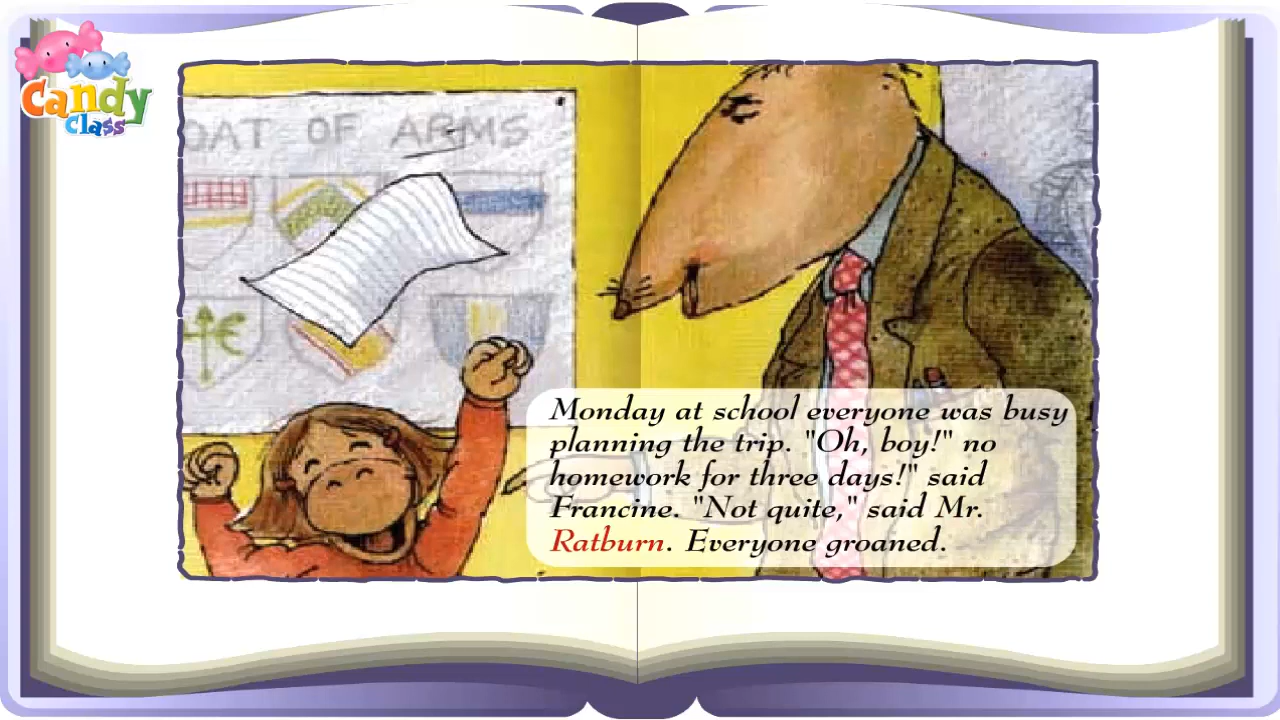 Candy
Class
OAT OF ARMS
Monday at school everyone was busy
planning the trip. "Oh, boy!" no
homework for three days!" said
Francine. "Not quite," said Mr.
Ratburn. Everyone groaned.